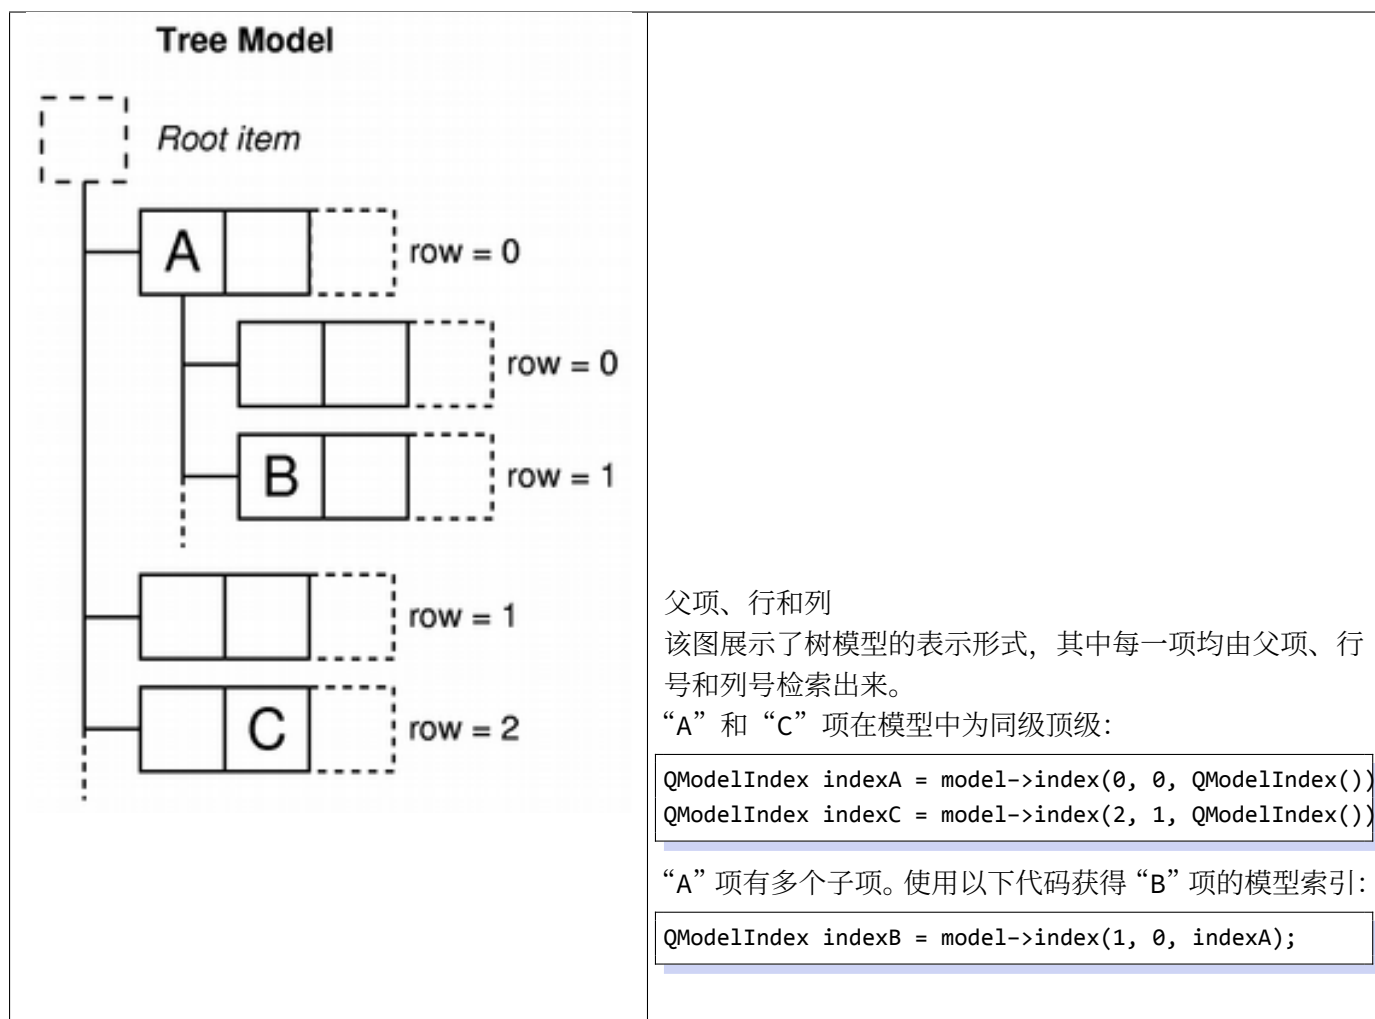 Tree Model
Root item
A
row = 0
row = 0
B
row = 1
row = 1
C
row = 2
父项、行和列
该图展示了树模型的表示形式，其中每一项均由父项、行
号和列号检索出来。
“A”和“C”项在模型中为同级顶级：
QModelIndex indexA = model->index(0, 0, QModelIndex())
QModelIndex indexC = model->index(2, 1, QModelIndex())
“A”项有多个子项。使用以下代码获得“B”项的模型索引：
QModelIndex indexB = model->index(1, 0, indexA);